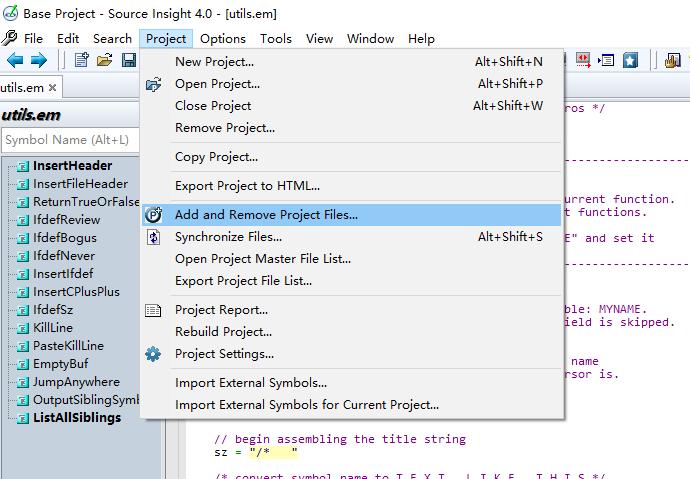 Base Project - Source Insight 4.0 - [utils.em]
File Edit Search Project Options Tools View Window Help
utils.em ×
utils.em
Symbol Name (Alt+L)
InsertHeader
InsertFileHeader
ReturnTrueOrFalse
IfdefReview
IfdefBogus
IfdefNever
InsertIfdef
InsertCPlusPlus
IfdefSz
KillLine
PasteKillLine
EmptyBuf
JumpAnywhere
OutputSiblingSymb
ListAllSiblings
New Project... Alt+Shift+N
Open Project... Alt+Shift+P
Close Project Alt+Shift+W
Remove Project...
Copy Project...
Export Project to HTML...
Add and Remove Project Files...
Synchronize Files... Alt+Shift+S
Open Project Master File List...
Export Project File List...
Project Report...
Rebuild Project...
Project Settings...
Import External Symbols...
Import External Symbols for Current Project...
ros */
urrent function.
t functions.
E" and set it
ble: MYNAME.
ield is skipped.
name
rsor is.
// begin assembling the title string
sz = "/*   "
/* convert symbol name to T E X T   L I K E   T H I S */